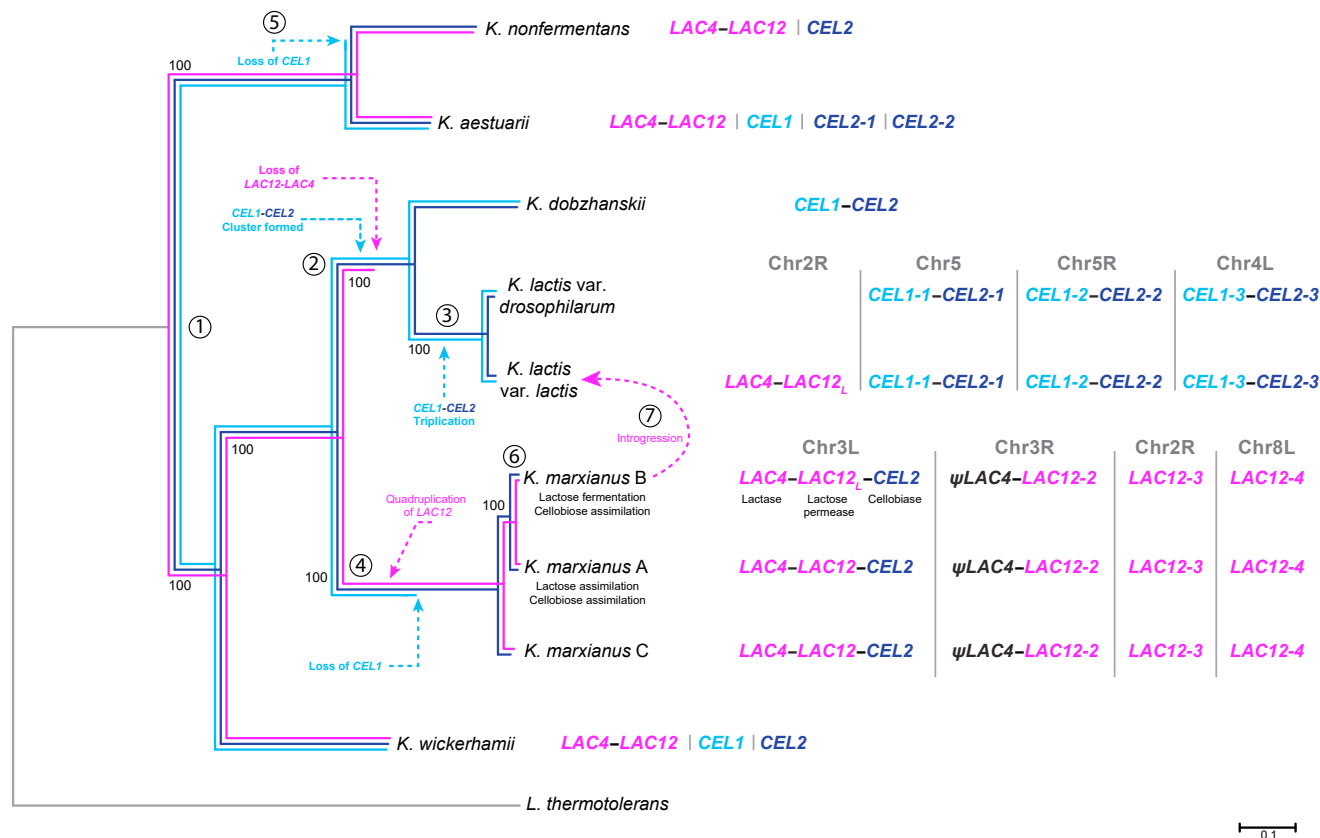 ⑤
K. nonfermentans LAC4–LAC12 | CEL2
Loss of CEL1
100
K. aestuarii LAC4–LAC12 | CEL1 | CEL2-1 | CEL2-2
Loss of
LAC12-LAC4
CEL1-CEL2
Cluster formed
K. dobzhanskii CEL1–CEL2
②
100
Chr2R Chr5 Chr5R Chr4L
K. lactis var.
drosophilarum
CEL1-1–CEL2-1 CEL1-2–CEL2-2 CEL1-3–CEL2-3
①
③
100
K. lactis
var. lactis
LAC4–LAC12L CEL1-1–CEL2-1 CEL1-2–CEL2-2 CEL1-3–CEL2-3
CEL1-CEL2
Triplication
⑦
Introgression
100
Chr3L Chr3R Chr2R Chr8L
⑥
K. marxianus B LAC4–LAC12L–CEL2 ψLAC4–LAC12-2 LAC12-3 LAC12-4
Lactose fermentation
Cellobiose assimilation
Lactase Lactose permease Cellobiase
100
Quadruplication
of LAC12
④
100
100
K. marxianus A LAC4–LAC12–CEL2 ψLAC4–LAC12-2 LAC12-3 LAC12-4
Lactose assimilation
Cellobiose assimilation
Loss of CEL1
K. marxianus C LAC4–LAC12–CEL2 ψLAC4–LAC12-2 LAC12-3 LAC12-4
K. wickerhamii LAC4–LAC12 | CEL1 | CEL2
L. thermotolerans
0.1